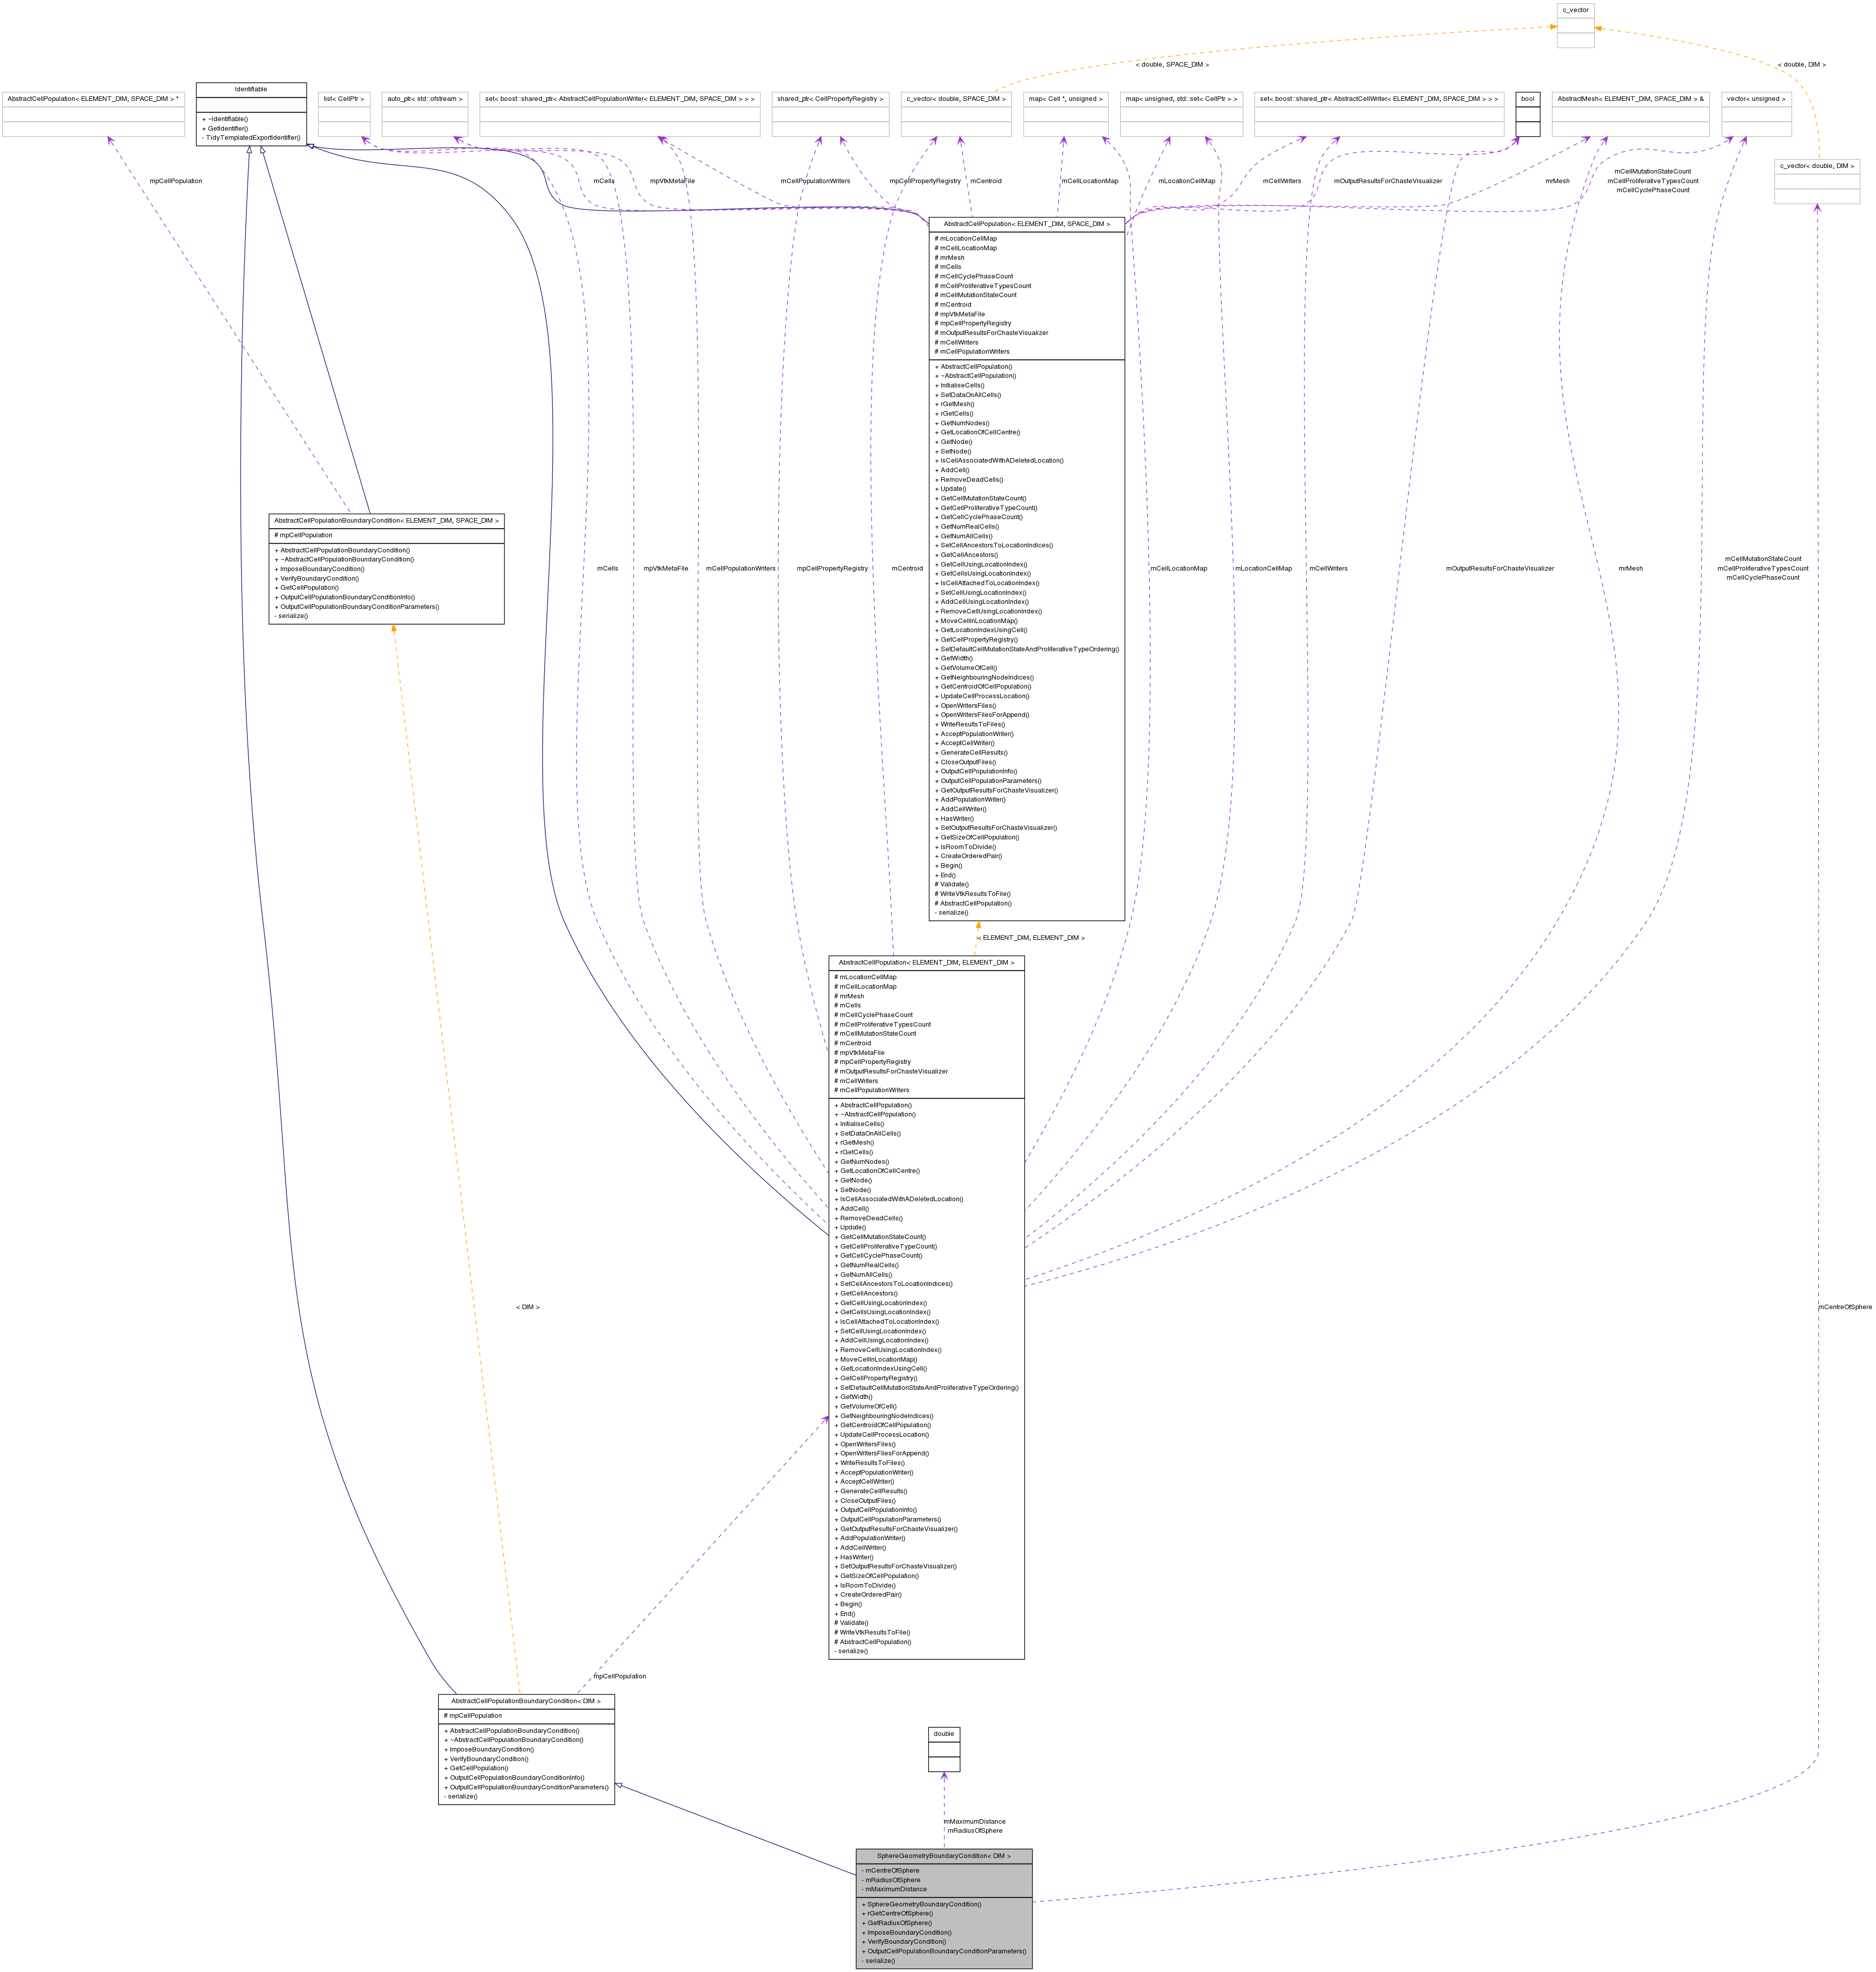 c_vector
< double, SPACE_DIM >
< double, DIM >
AbstractCellPopulation< ELEMENT_DIM, SPACE_DIM > *
Identifiable
+ ~Identifiable()
+ GetIdentifier()
- TidyTemplatedExportIdentifier()
list< CellPtr >
auto_ptr< std::ofstream >
set< boost::shared_ptr< AbstractCellPopulationWriter< ELEMENT_DIM, SPACE_DIM > > >
shared_ptr< CellPropertyRegistry >
c_vector< double, SPACE_DIM >
map< Cell *, unsigned >
map< unsigned, std::set< CellPtr > >
set< boost::shared_ptr< AbstractCellWriter< ELEMENT_DIM, SPACE_DIM > > >
bool
AbstractMesh< ELEMENT_DIM, SPACE_DIM > &
vector< unsigned >
c_vector< double, DIM >
mpCellPopulation
mCells
mpVtkMetaFile
mCellPopulationWriters
mpCellPropertyRegistry
mCentroid
mCellLocationMap
mLocationCellMap
mCellWriters
mOutputResultsForChasteVisualizer
mrMesh
mCellMutationStateCount
mCellProliferativeTypesCount
mCellCyclePhaseCount
AbstractCellPopulation< ELEMENT_DIM, SPACE_DIM >
# mLocationCellMap
# mCellLocationMap
# mrMesh
# mCells
# mCellCyclePhaseCount
# mCellProliferativeTypesCount
# mCellMutationStateCount
# mCentroid
# mpVtkMetaFile
# mpCellPropertyRegistry
# mOutputResultsForChasteVisualizer
# mCellWriters
# mCellPopulationWriters
+ AbstractCellPopulation()
+ ~AbstractCellPopulation()
+ InitialiseCells()
+ SetDataOnAllCells()
+ rGetMesh()
+ rGetCells()
+ GetNumNodes()
+ GetLocationOfCellCentre()
+ GetNode()
+ SetNode()
+ IsCellAssociatedWithADeletedLocation()
+ AddCell()
+ RemoveDeadCells()
+ Update()
+ GetCellMutationStateCount()
+ GetCellProliferativeTypeCount()
+ GetCellCyclePhaseCount()
+ GetNumRealCells()
+ GetNumAllCells()
+ SetCellAncestorsToLocationIndices()
+ GetCellAncestors()
+ GetCellUsingLocationIndex()
+ GetCellsUsingLocationIndex()
+ IsCellAttachedToLocationIndex()
+ SetCellUsingLocationIndex()
+ AddCellUsingLocationIndex()
+ RemoveCellUsingLocationIndex()
+ MoveCellInLocationMap()
+ GetLocationIndexUsingCell()
+ GetCellPropertyRegistry()
+ SetDefaultCellMutationStateAndProliferativeTypeOrdering()
+ GetWidth()
+ GetVolumeOfCell()
+ GetNeighbouringNodeIndices()
+ GetCentroidOfCellPopulation()
+ UpdateCellProcessLocation()
+ OpenWritersFiles()
+ OpenWritersFilesForAppend()
+ WriteResultsToFiles()
+ AcceptPopulationWriter()
+ AcceptCellWriter()
+ GenerateCellResults()
+ CloseOutputFiles()
+ OutputCellPopulationInfo()
+ OutputCellPopulationParameters()
+ GetOutputResultsForChasteVisualizer()
+ AddPopulationWriter()
+ AddCellWriter()
+ HasWriter()
+ SetOutputResultsForChasteVisualizer()
+ GetSizeOfCellPopulation()
+ IsRoomToDivide()
+ CreateOrderedPair()
+ Begin()
+ End()
# Validate()
# WriteVtkResultsToFile()
# AbstractCellPopulation()
- serialize()
AbstractCellPopulationBoundaryCondition< ELEMENT_DIM, SPACE_DIM >
# mpCellPopulation
+ AbstractCellPopulationBoundaryCondition()
+ ~AbstractCellPopulationBoundaryCondition()
+ ImposeBoundaryCondition()
+ VerifyBoundaryCondition()
+ GetCellPopulation()
+ OutputCellPopulationBoundaryConditionInfo()
+ OutputCellPopulationBoundaryConditionParameters()
- serialize()
mCells
mpVtkMetaFile
mCellPopulationWriters
mpCellPropertyRegistry
mCentroid
mCellLocationMap
mLocationCellMap
mCellWriters
mOutputResultsForChasteVisualizer
mrMesh
mCellMutationStateCount
mCellProliferativeTypesCount
mCellCyclePhaseCount
< ELEMENT_DIM, ELEMENT_DIM >
AbstractCellPopulation< ELEMENT_DIM, ELEMENT_DIM >
# mLocationCellMap
# mCellLocationMap
# mrMesh
# mCells
# mCellCyclePhaseCount
# mCellProliferativeTypesCount
# mCellMutationStateCount
# mCentroid
# mpVtkMetaFile
# mpCellPropertyRegistry
# mOutputResultsForChasteVisualizer
# mCellWriters
# mCellPopulationWriters
+ AbstractCellPopulation()
+ ~AbstractCellPopulation()
+ InitialiseCells()
+ SetDataOnAllCells()
+ rGetMesh()
+ rGetCells()
+ GetNumNodes()
+ GetLocationOfCellCentre()
+ GetNode()
+ SetNode()
+ IsCellAssociatedWithADeletedLocation()
+ AddCell()
+ RemoveDeadCells()
+ Update()
+ GetCellMutationStateCount()
+ GetCellProliferativeTypeCount()
+ GetCellCyclePhaseCount()
+ GetNumRealCells()
+ GetNumAllCells()
+ SetCellAncestorsToLocationIndices()
+ GetCellAncestors()
+ GetCellUsingLocationIndex()
+ GetCellsUsingLocationIndex()
+ IsCellAttachedToLocationIndex()
+ SetCellUsingLocationIndex()
+ AddCellUsingLocationIndex()
+ RemoveCellUsingLocationIndex()
+ MoveCellInLocationMap()
+ GetLocationIndexUsingCell()
+ GetCellPropertyRegistry()
+ SetDefaultCellMutationStateAndProliferativeTypeOrdering()
+ GetWidth()
+ GetVolumeOfCell()
+ GetNeighbouringNodeIndices()
+ GetCentroidOfCellPopulation()
+ UpdateCellProcessLocation()
+ OpenWritersFiles()
+ OpenWritersFilesForAppend()
+ WriteResultsToFiles()
+ AcceptPopulationWriter()
+ AcceptCellWriter()
+ GenerateCellResults()
+ CloseOutputFiles()
+ OutputCellPopulationInfo()
+ OutputCellPopulationParameters()
+ GetOutputResultsForChasteVisualizer()
+ AddPopulationWriter()
+ AddCellWriter()
+ HasWriter()
+ SetOutputResultsForChasteVisualizer()
+ GetSizeOfCellPopulation()
+ IsRoomToDivide()
+ CreateOrderedPair()
+ Begin()
+ End()
# Validate()
# WriteVtkResultsToFile()
# AbstractCellPopulation()
- serialize()
< DIM >
mCentreOfSphere
mpCellPopulation
AbstractCellPopulationBoundaryCondition< DIM >
# mpCellPopulation
+ AbstractCellPopulationBoundaryCondition()
+ ~AbstractCellPopulationBoundaryCondition()
+ ImposeBoundaryCondition()
+ VerifyBoundaryCondition()
+ GetCellPopulation()
+ OutputCellPopulationBoundaryConditionInfo()
+ OutputCellPopulationBoundaryConditionParameters()
- serialize()
double
mMaximumDistance
mRadiusOfSphere
SphereGeometryBoundaryCondition< DIM >
- mCentreOfSphere
- mRadiusOfSphere
- mMaximumDistance
+ SphereGeometryBoundaryCondition()
+ rGetCentreOfSphere()
+ GetRadiusOfSphere()
+ ImposeBoundaryCondition()
+ VerifyBoundaryCondition()
+ OutputCellPopulationBoundaryConditionParameters()
- serialize()